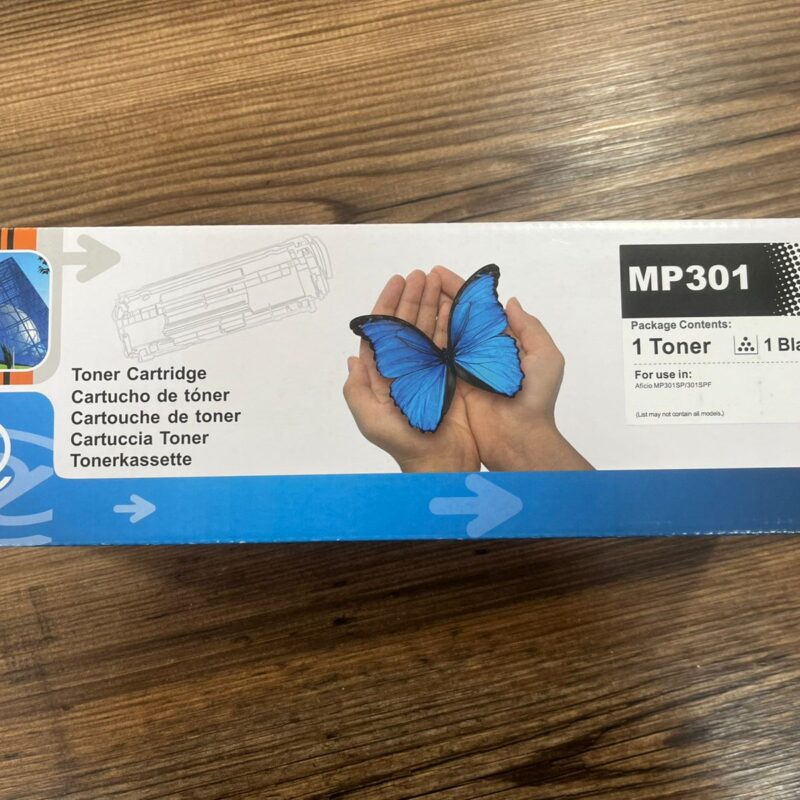 Toner Cartridge
Cartucho de tóner
Cartouche de toner
Cartuccia Toner
Tonerkassette
MP301
Package Contents:
1 Toner 1
For use in:
Aficio MP301SP/301SPF
(List may not contain all models.)